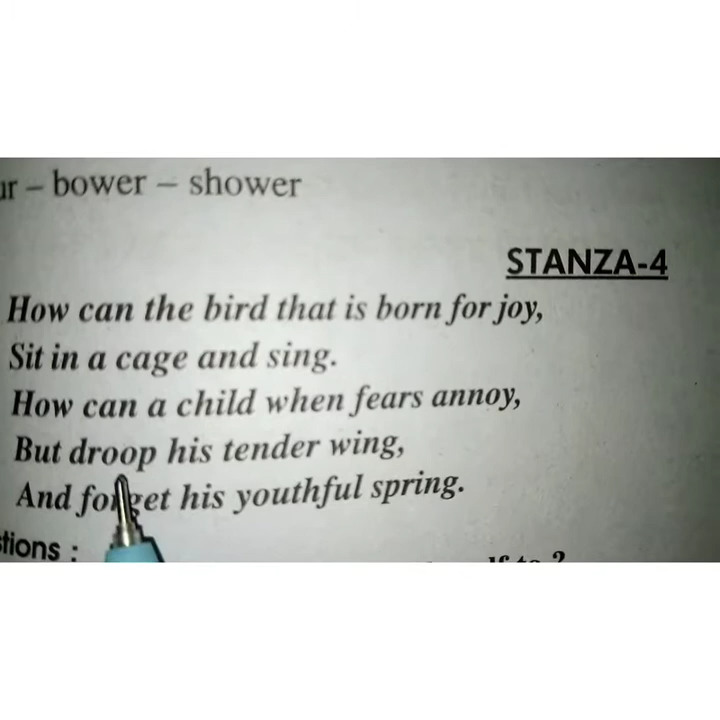 – bower – shower
STANZA-4
How can the bird that is born for joy,
Sit in a cage and sing.
How can a child when fears annoy,
But droop his tender wing,
And forget his youthful spring.
: